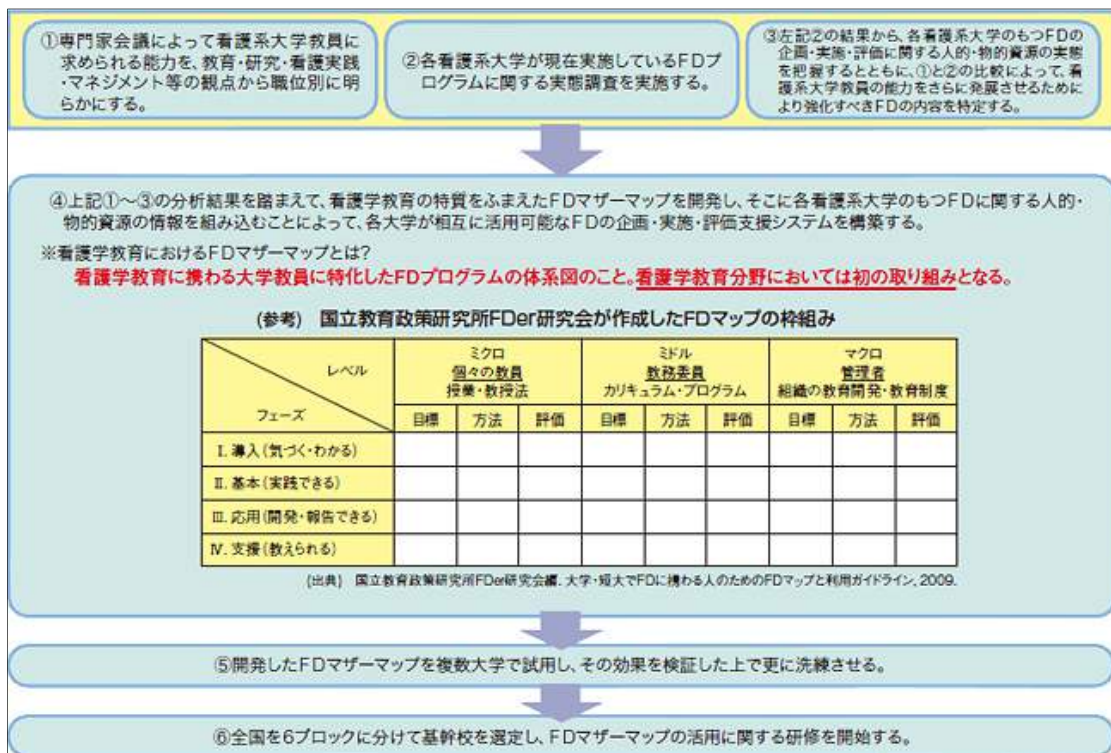 ①専門家会議によって看護系大学教員に
求められる能力を、教育・研究・看護実践
・マネジメント等の観点から職位別に明
らかにする。
②各看護系大学が現在実施しているFDプ
ログラムに関する実態調査を実施する。
③左記②の結果から、各看護系大学のもつFDの
企画・実施・評価に関する人的・物的資源の実態
を把握するとともに、①と②の比較によって、看
護系大学教員の能力をさらに発展させるために
より強化すべきFDの内容を特定する。
④上記①～③の分析結果を踏まえて、看護学教育の特質をふまえたFDマザーマップを開発し、そこに各看護系大学のもつFDに関する人的・
物的資源の情報を組み込むことによって、各大学が相互に活用可能なFDの企画・実施・評価支援システムを構築する。
※看護学教育におけるFDマザーマップとは?
看護学教育に携わる大学教員に特化したFDプログラムの体系図のこと。看護学教育分野においては初の取り組みとなる。
(参考) 国立教育政策研究所FDer研究会が作成したFDマップの枠組み
レベル
フェーズ
ミクロ
個々の教員
授業・教授法
ミドル
教務委員
カリキュラム・プログラム
マクロ
管理者
組織の教育開発・教育制度
目標 方法 評価 目標 方法 評価 目標 方法 評価
Ⅰ. 導入(気づく・わかる)
Ⅱ. 基本(実践できる)
Ⅲ. 応用(開発・報告できる)
Ⅳ. 支援(教えられる)
(出典) 国立教育政策研究所FDer研究会編. 大学・短大でFDに携わる人のためのFDマップと利用ガイドライン, 2009.
⑤開発したFDマザーマップを複数大学で試用し、その効果を検証した上で更に洗練させる。
⑥全国を6ブロックに分けて基幹校を選定し、FDマザーマップの活用に関する研修を開始する。